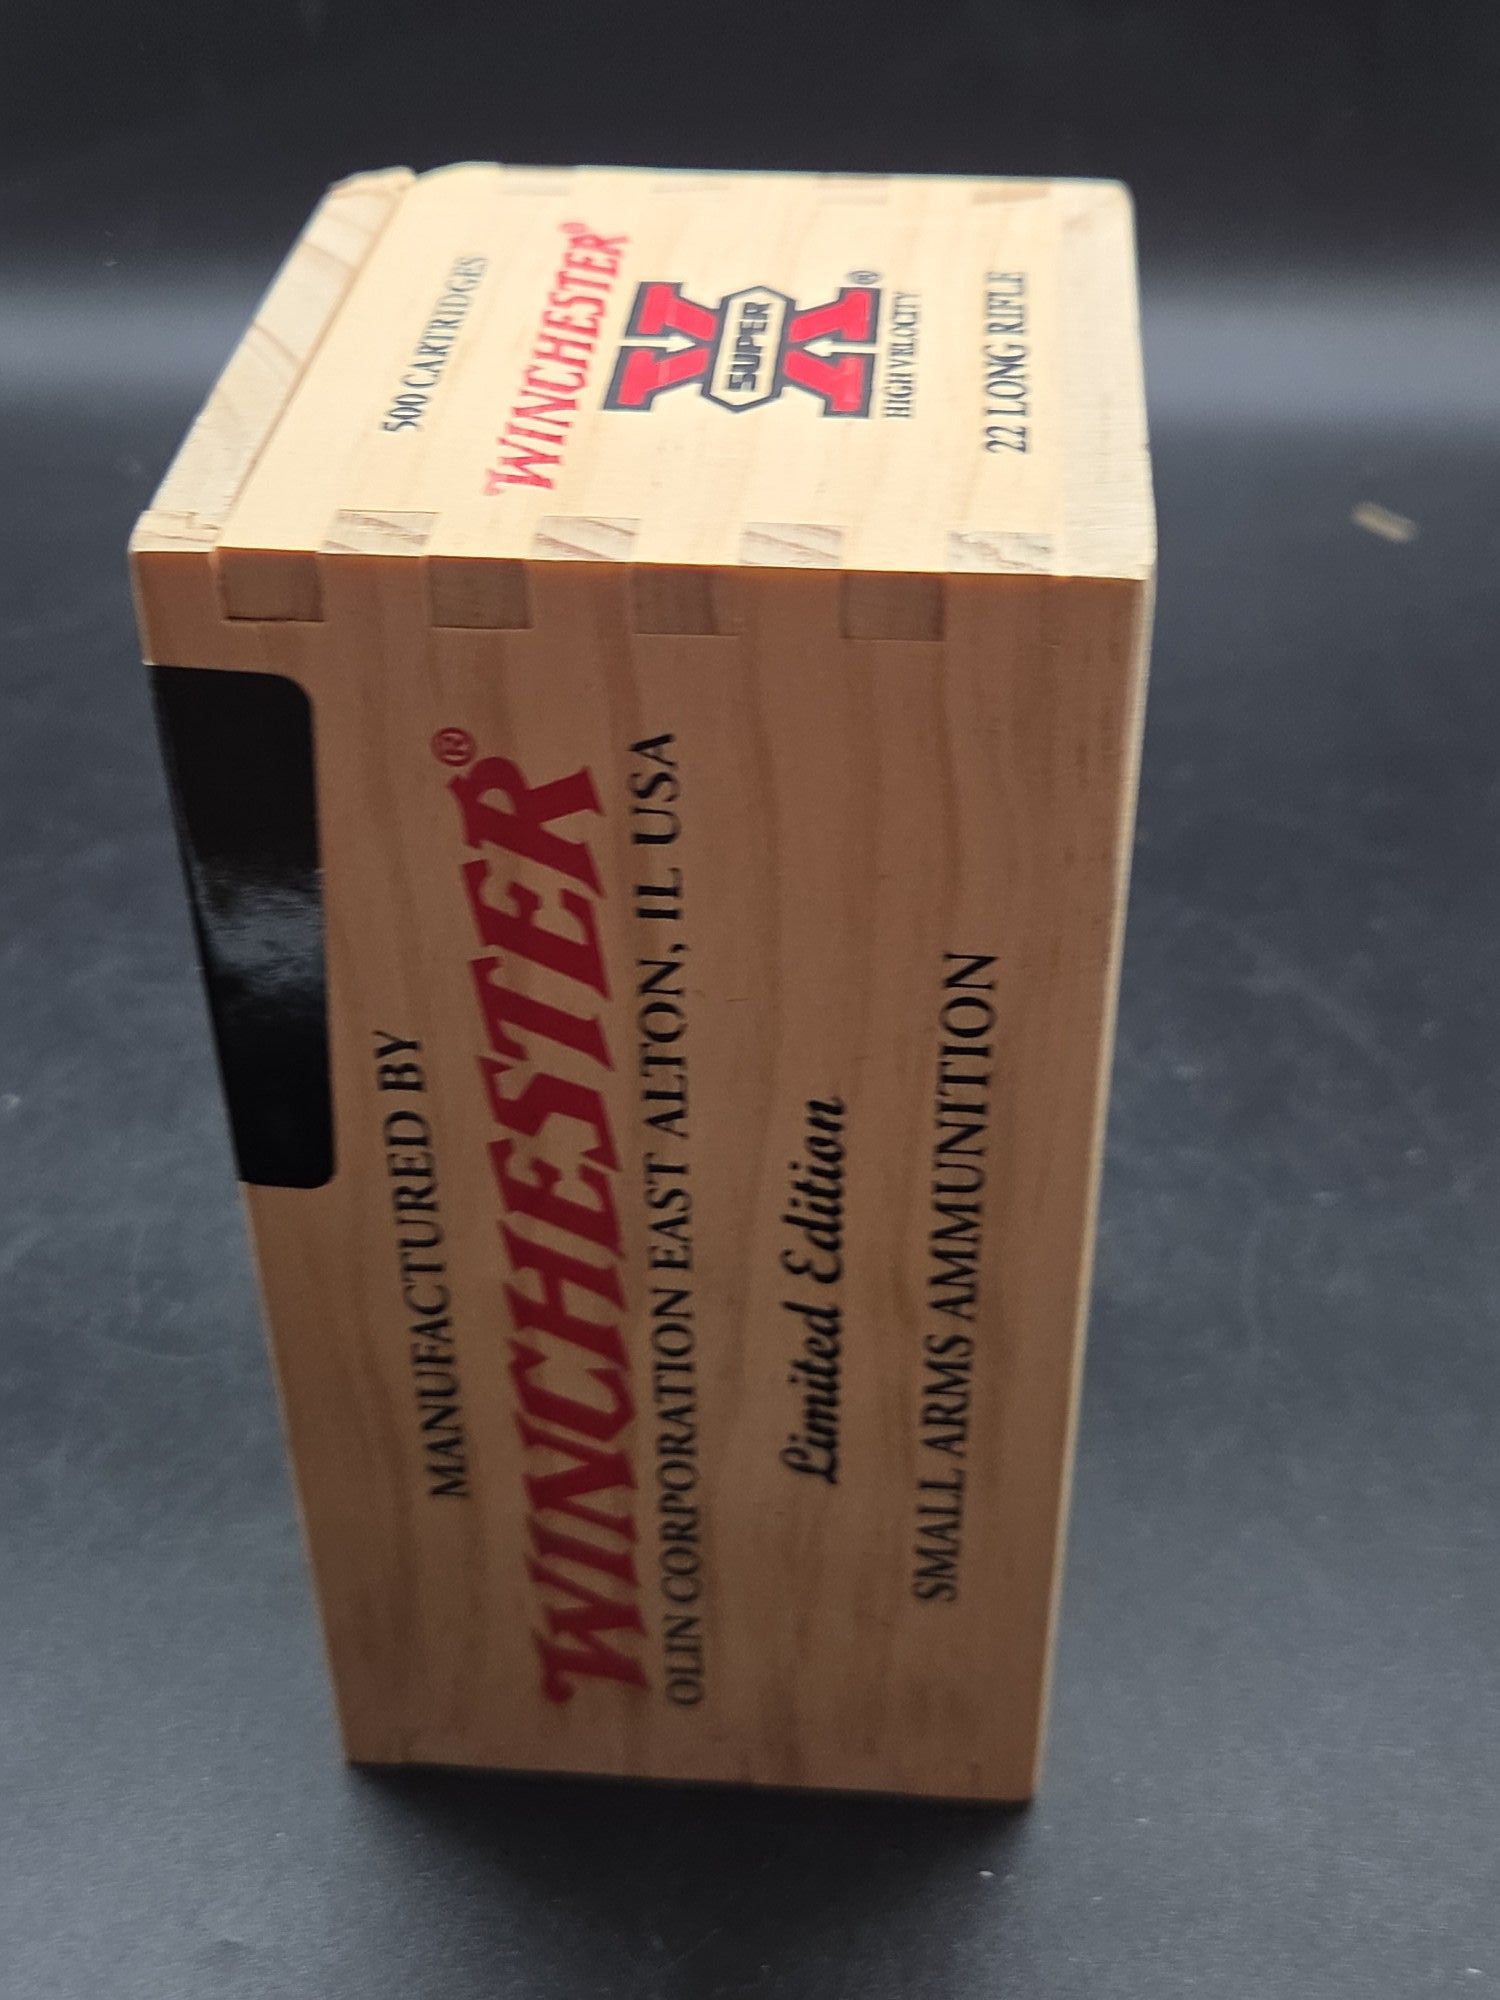 500 CARTRIDGES
WINCHESTER®
SUPER X®
HIGH VELOCITY
22 LONG RIFLE
MANUFACTURED BY
WINCHESTER®
OLIN CORPORATION EAST ALTON, IL USA
Limited Edition
SMALL ARMS AMMUNITION